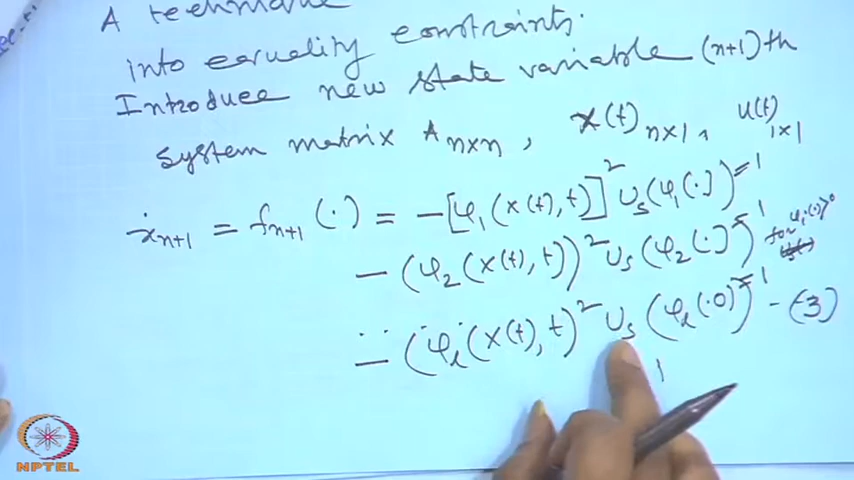 A technique
into equality constraints.
Introduce new state variable (n+1)th
system matrix A n×n , x(t) n×1 , u(t) 1×1
ẋn+1 = fn+1 (·) = −[φ1 (x(t), t)]² Us(φ1(·)) = 1
− (φ2 (x(t), t))² Us (φ2(·)) = 1 for φi(·)>0
. . .
− (φl (x(t), t)² Us (φl (·)) = 1 − (3)
1
NPTEL